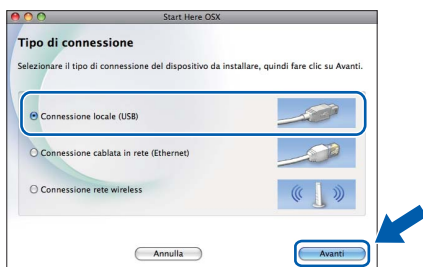 Start Here OSX
Tipo di connessione
Selezionare il tipo di connessione del dispositivo da installare, quindi fare clic su Avanti.
Connessione locale (USB)
Connessione cablata in rete (Ethernet)
Connessione rete wireless
Annulla
Avanti